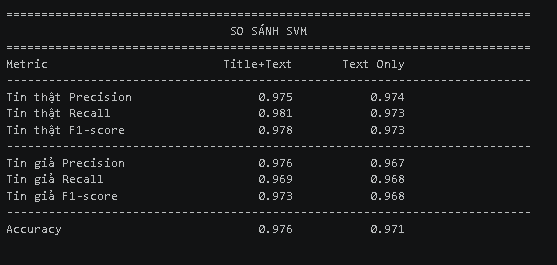 ===========================================================================
SO SÁNH SVM
===========================================================================
Metric Title+Text Text Only
---------------------------------------------------------------------------
Tin thật Precision 0.975 0.974
Tin thật Recall 0.981 0.973
Tin thật F1-score 0.978 0.973
---------------------------------------------------------------------------
Tin giả Precision 0.976 0.967
Tin giả Recall 0.969 0.968
Tin giả F1-score 0.973 0.968
---------------------------------------------------------------------------
Accuracy 0.976 0.971